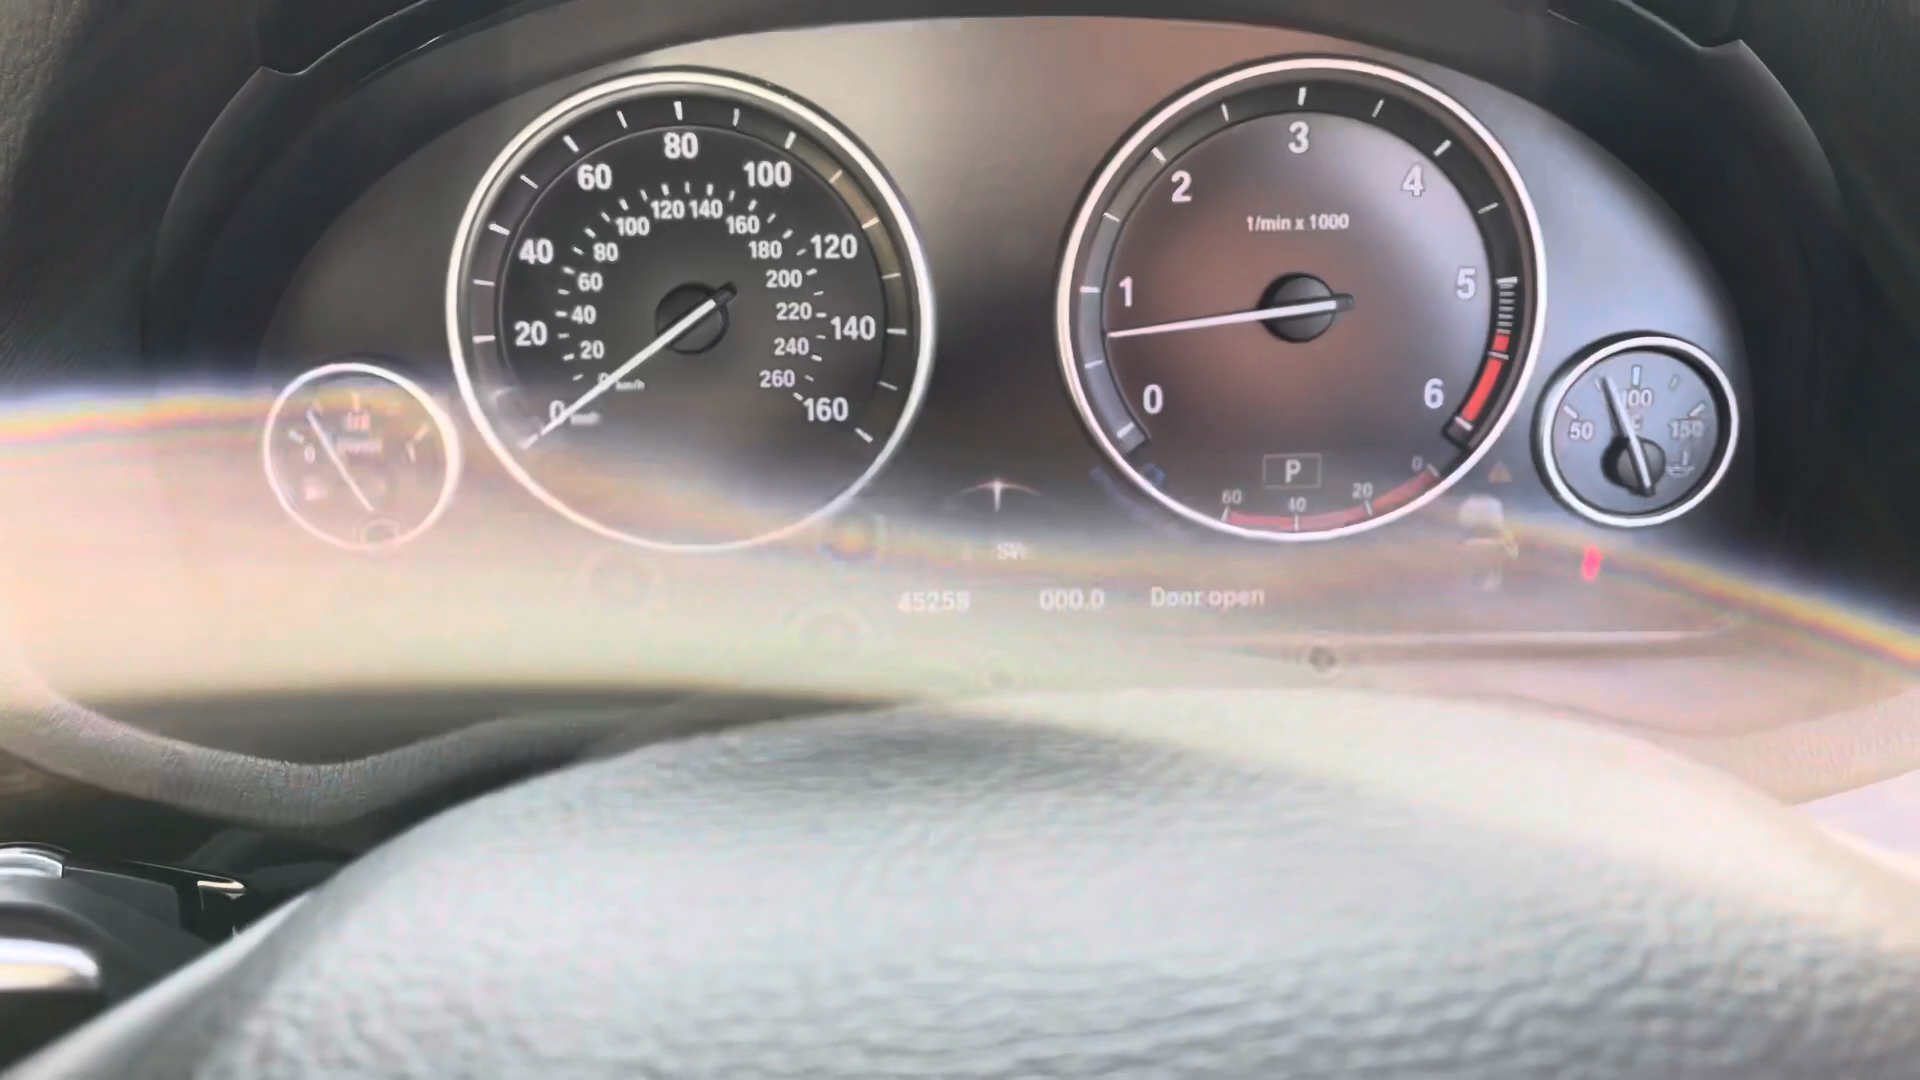 20 40 60 80 100 120 140 160
20 40 60 80 100 120 140 160 180 200 220 240 260
0 km/h
0
0 1 2 3 4 5 6
1/min x 1000
P
60 40 20 0
0
50 100 150
45258 000.0 Door open